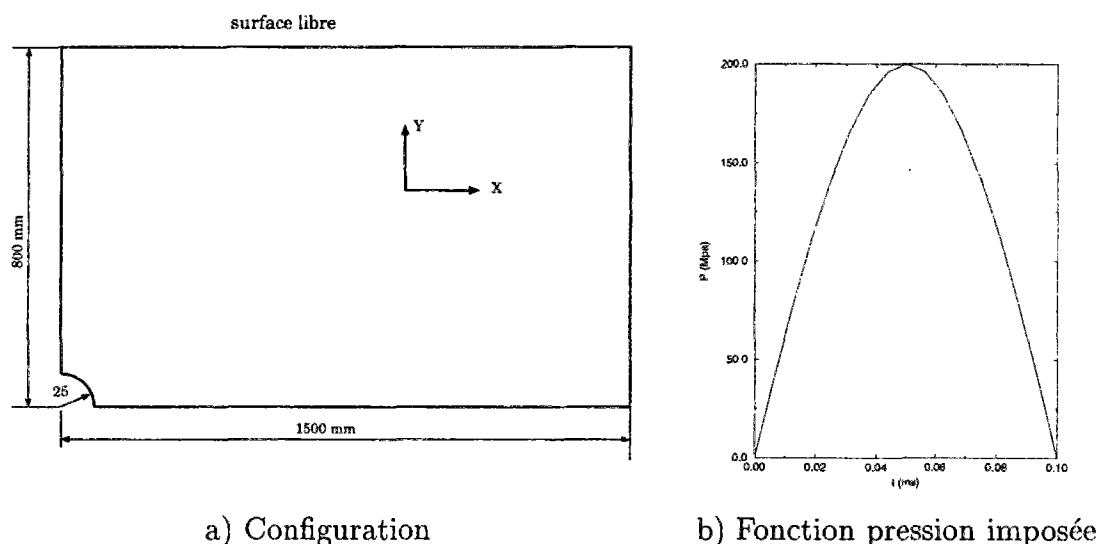 surface libre
Y
X
800 mm
25
1500 mm
a) Configuration
200.0
150.0
100.0
50.0
0.0
P (Mpa)
0.00
0.02
0.04
0.06
0.08
0.10
t (ms)
b) Fonction pression imposée